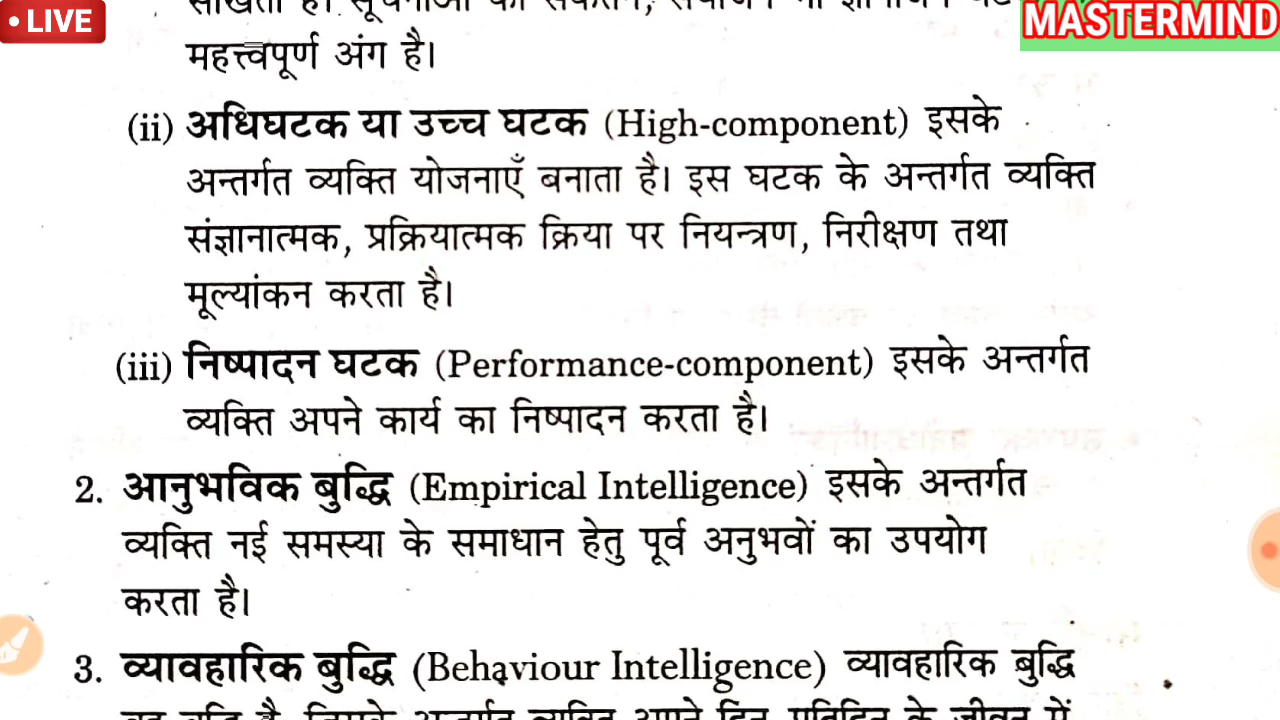 • LIVE
MASTERMIND
महत्त्वपूर्ण अंग है।
(ii) अधिघटक या उच्च घटक (High-component) इसके
अन्तर्गत व्यक्ति योजनाएँ बनाता है। इस घटक के अन्तर्गत व्यक्ति
संज्ञानात्मक, प्रक्रियात्मक क्रिया पर नियन्त्रण, निरीक्षण तथा
मूल्यांकन करता है।
(iii) निष्पादन घटक (Performance-component) इसके अन्तर्गत
व्यक्ति अपने कार्य का निष्पादन करता है।
2. आनुभविक बुद्धि (Empirical Intelligence) इसके अन्तर्गत
व्यक्ति नई समस्या के समाधान हेतु पूर्व अनुभवों का उपयोग
करता है।
3. व्यावहारिक बुद्धि (Behaviour Intelligence) व्यावहारिक बुद्धि